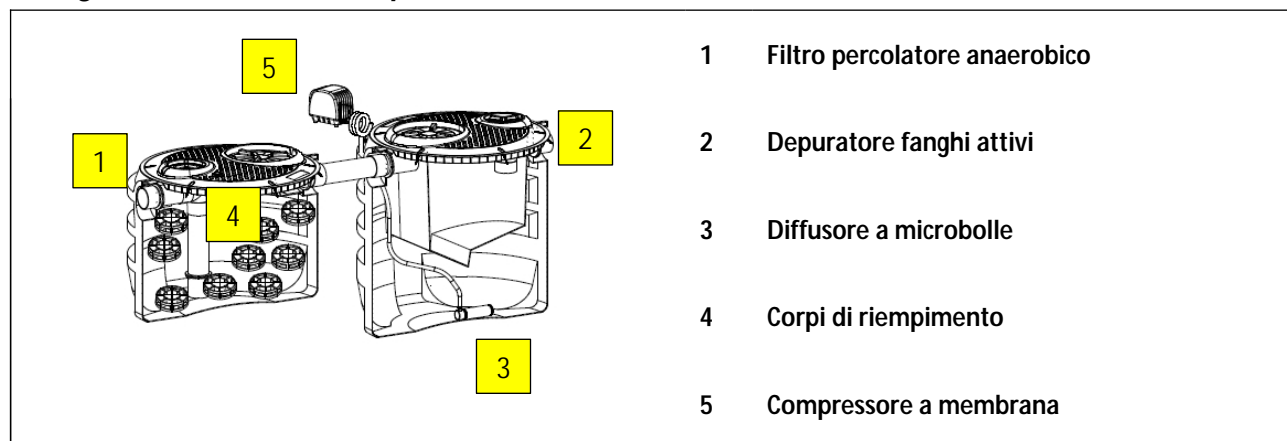 5
1
2
4
3
1 Filtro percolatore anaerobico
2 Depuratore fanghi attivi
3 Diffusore a microbolle
4 Corpi di riempimento
5 Compressore a membrana